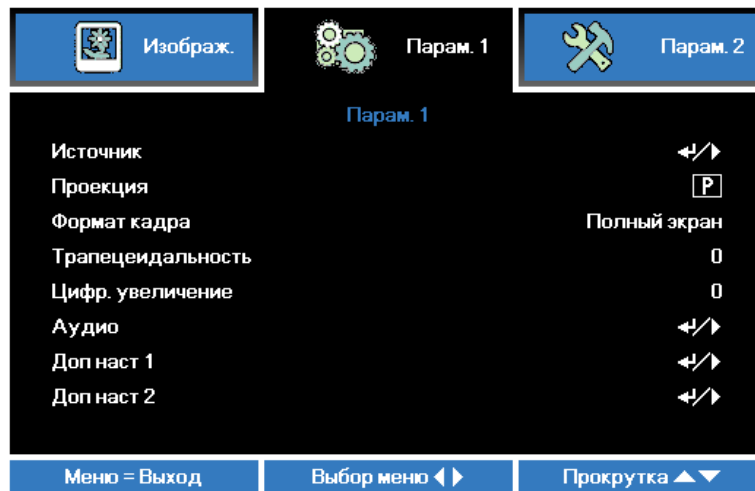 Изображ.
Парам. 1
Парам. 2
Парам. 1
Источник
Проекция P
Формат кадра Полный экран
Трапецеидальность 0
Цифр. увеличение 0
Аудио
Доп наст 1
Доп наст 2
Меню = Выход
Выбор меню
Прокрутка